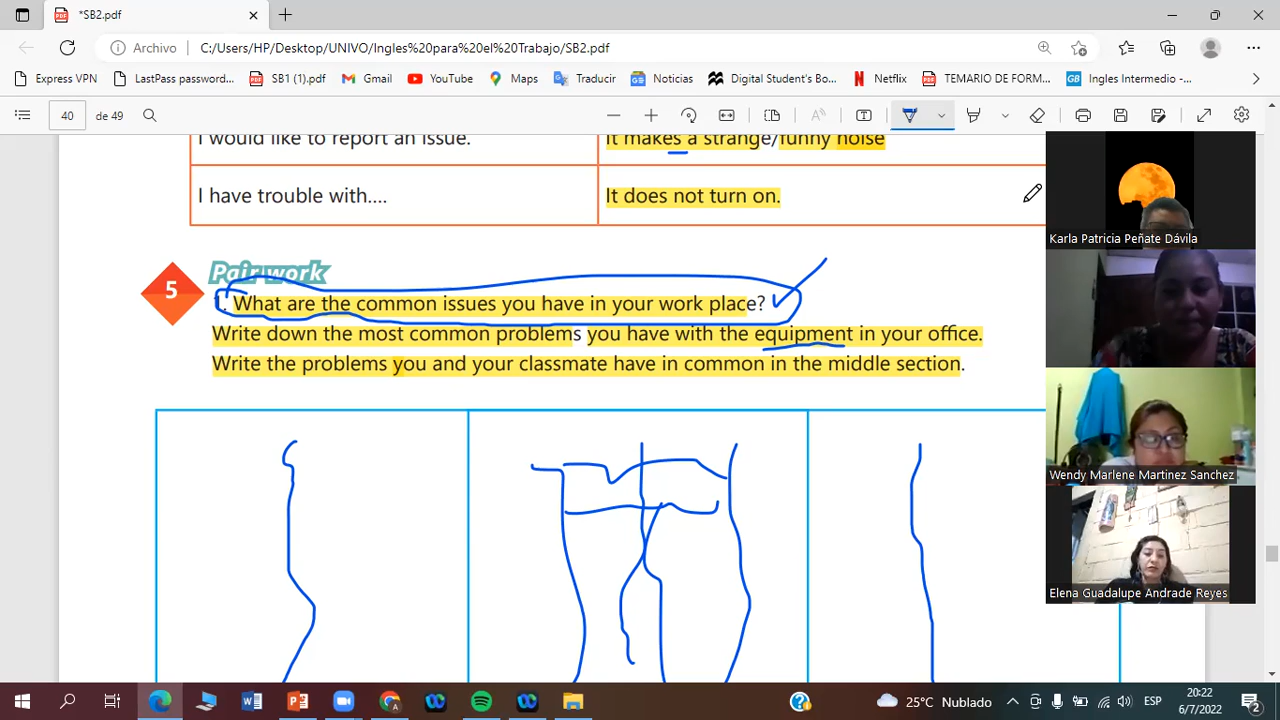 *SB2.pdf
Archivo
C:/Users/HP/Desktop/UNIVO/Ingles%20para%20el%20Trabajo/SB2.pdf
Express VPN
LastPass password...
SB1 (1).pdf
Gmail
YouTube
Maps
Traducir
Noticias
Digital Student's Bo...
Netflix
TEMARIO DE FORM...
Ingles Intermedio -...
40 de 49
I would like to report an issue.
It makes a strange/funny noise
I have trouble with....
It does not turn on.
5
Pair work
1. What are the common issues you have in your work place?
Write down the most common problems you have with the equipment in your office.
Write the problems you and your classmate have in common in the middle section.
Karla Patricia Peñate Dávila
Wendy Marlene Martinez Sanchez
Elena Guadalupe Andrade Reyes
25°C Nublado
ESP
20:22
6/7/2022
2